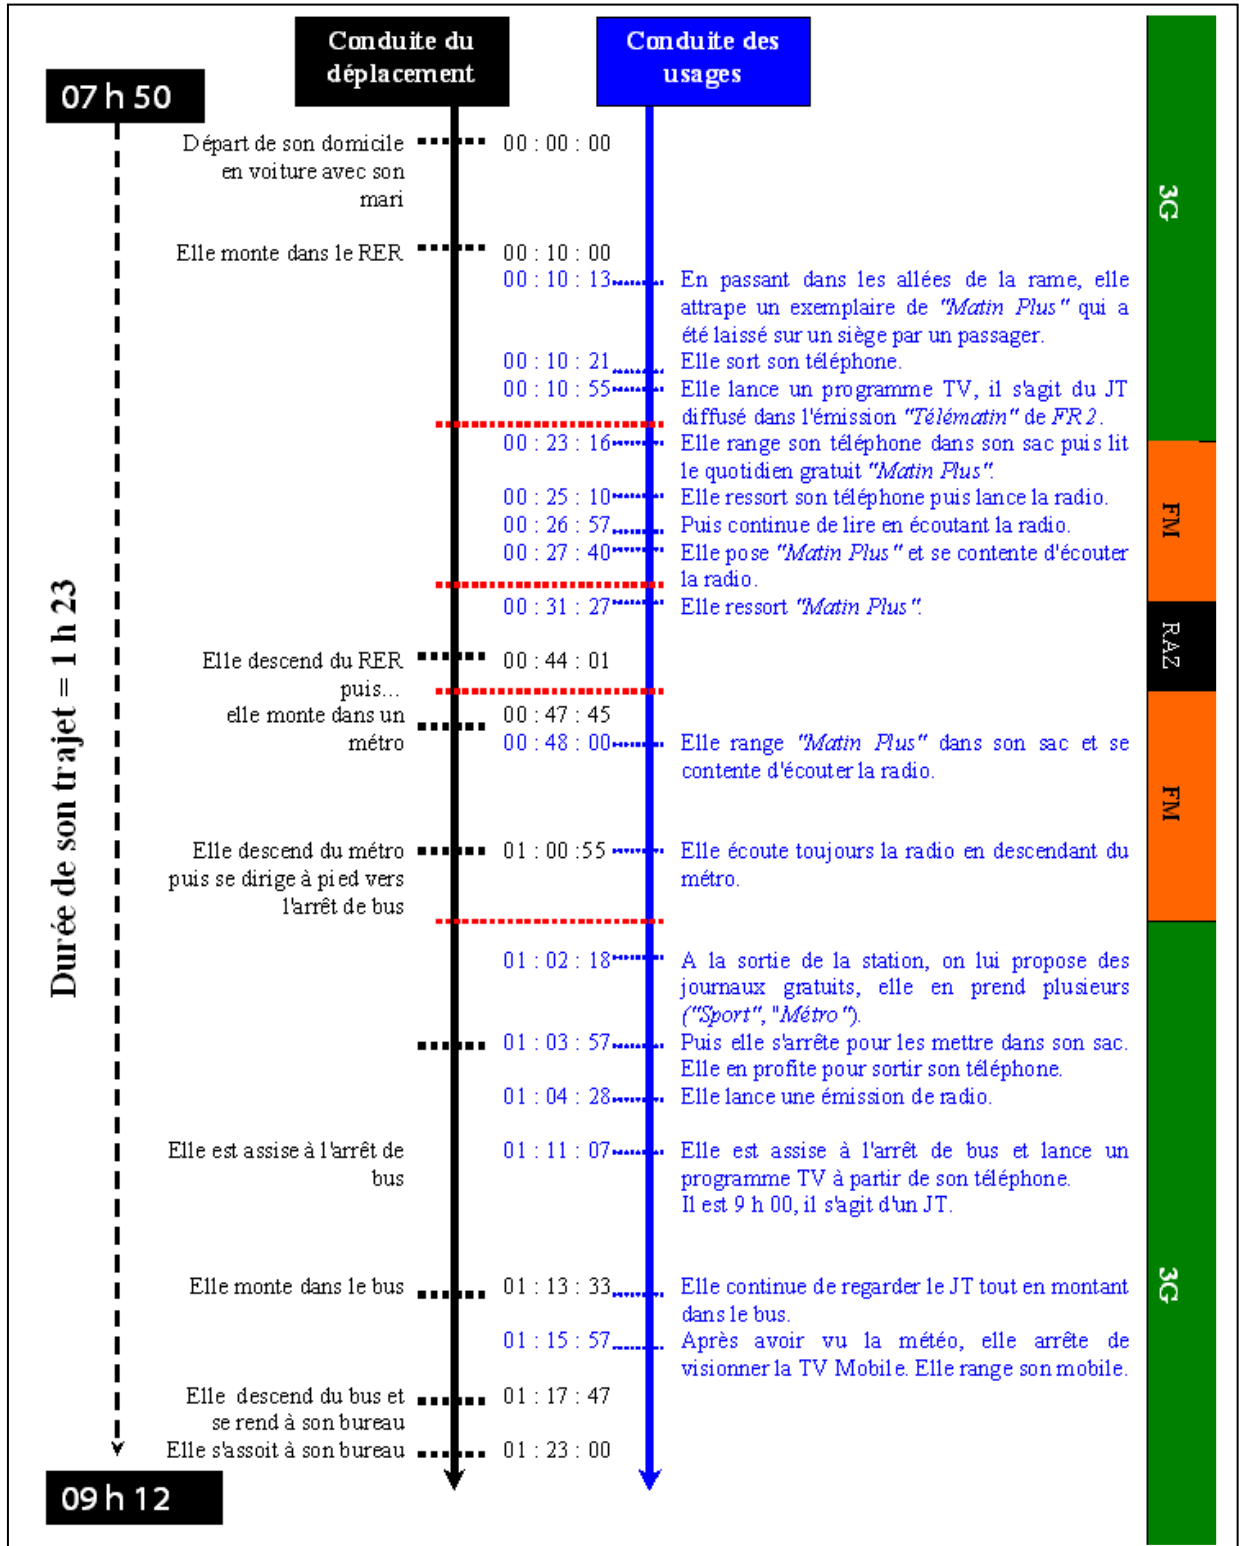 Conduite du
déplacement
Conduite des
usages
07 h 50
Départ de son domicile
en voiture avec son
mari
00 : 00 : 00
3G
Elle monte dans le RER
00 : 10 : 00
00 : 10 : 13
En passant dans les allées de la rame, elle
attrape un exemplaire de "Matin Plus" qui a
été laissé sur un siège par un passager.
00 : 10 : 21
Elle sort son téléphone.
00 : 10 : 55
Elle lance un programme TV, il s'agit du JT
diffusé dans l'émission "Télématin" de FR2.
00 : 23 : 16
Elle range son téléphone dans son sac puis lit
le quotidien gratuit "Matin Plus".
00 : 25 : 10
Elle ressort son téléphone puis lance la radio.
FM
00 : 26 : 57
Puis continue de lire en écoutant la radio.
00 : 27 : 40
Elle pose "Matin Plus" et se contente d'écouter
la radio.
00 : 31 : 27
Elle ressort "Matin Plus".
RAZ
Durée de son trajet = 1 h 23
Elle descend du RER
puis...
00 : 44 : 01
elle monte dans un
métro
00 : 47 : 45
00 : 48 : 00
Elle range "Matin Plus" dans son sac et se
contente d'écouter la radio.
FM
Elle descend du métro
puis se dirige à pied vers
l'arrêt de bus
01 : 00 :55
Elle écoute toujours la radio en descendant du
métro.
01 : 02 : 18
A la sortie de la station, on lui propose des
journaux gratuits, elle en prend plusieurs
("Sport", "Métro").
01 : 03 : 57
Puis elle s'arrête pour les mettre dans son sac.
Elle en profite pour sortir son téléphone.
01 : 04 : 28
Elle lance une émission de radio.
Elle est assise à l'arrêt de
bus
01 : 11 : 07
Elle est assise à l'arrêt de bus et lance un
programme TV à partir de son téléphone.
Il est 9 h 00, il s'agit d'un JT.
3G
Elle monte dans le bus
01 : 13 : 33
Elle continue de regarder le JT tout en montant
dans le bus.
01 : 15 : 57
Après avoir vu la météo, elle arrête de
visionner la TV Mobile. Elle range son mobile.
Elle descend du bus et
se rend à son bureau
01 : 17 : 47
Elle s'assoit à son bureau
01 : 23 : 00
09 h 12